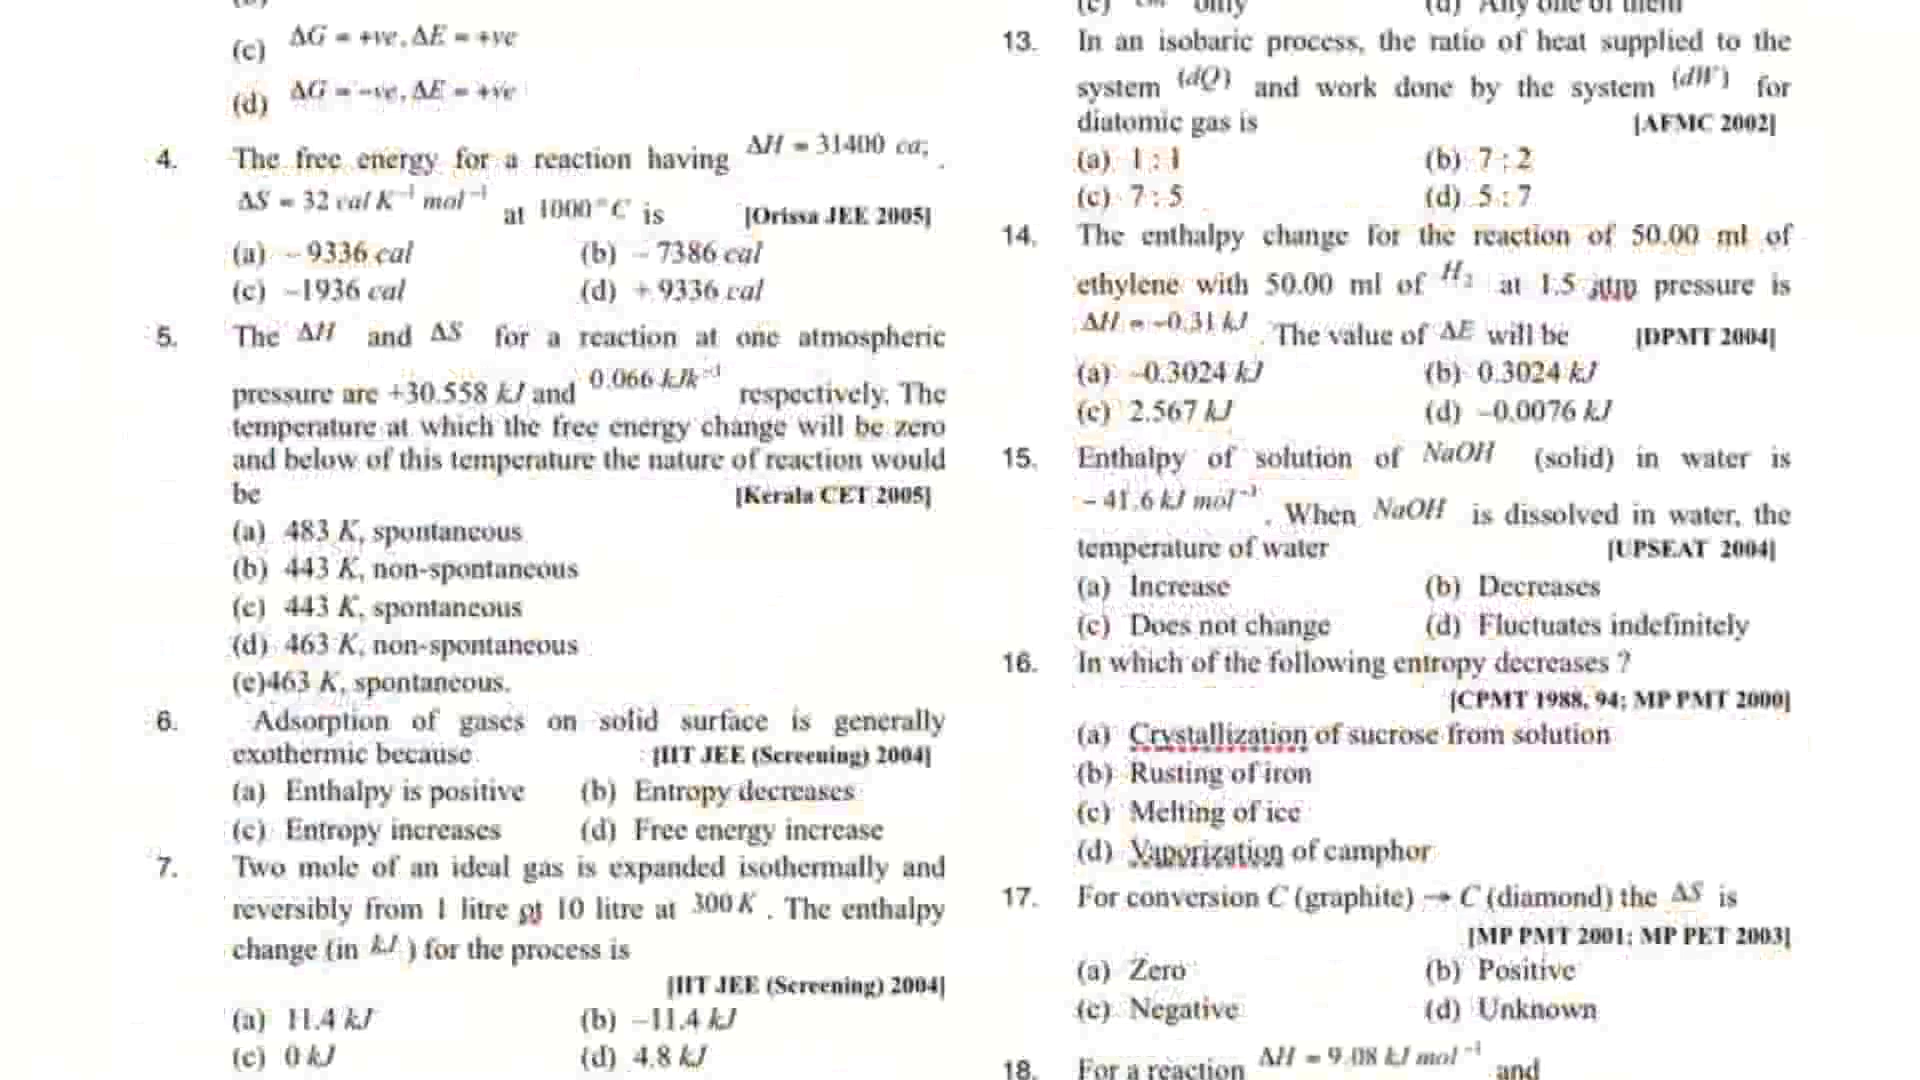 (c) ΔG = +ve, ΔE = +ve
(d) ΔG = -ve, ΔE = +ve
4. The free energy for a reaction having ΔH = 31400 ca;
ΔS = 32 cal K⁻¹ mol⁻¹ at 1000°C is [Orissa JEE 2005]
(a) – 9336 cal (b) – 7386 cal
(c) –1936 cal (d) + 9336 cal
5. The ΔH and ΔS for a reaction at one atmospheric
pressure are +30.558 kJ and 0.066 kJk⁻¹ respectively. The
temperature at which the free energy change will be zero
and below of this temperature the nature of reaction would
be [Kerala CET 2005]
(a) 483 K, spontaneous
(b) 443 K, non-spontaneous
(c) 443 K, spontaneous
(d) 463 K, non-spontaneous
(e)463 K, spontaneous.
6. Adsorption of gases on solid surface is generally
exothermic because [IIT JEE (Screening) 2004]
(a) Enthalpy is positive (b) Entropy decreases
(c) Entropy increases (d) Free energy increase
7. Two mole of an ideal gas is expanded isothermally and
reversibly from 1 litre ot 10 litre at 300 K . The enthalpy
change (in kJ ) for the process is
[IIT JEE (Screening) 2004]
(a) 11.4 kJ (b) –11.4 kJ
(c) 0 kJ (d) 4.8 kJ
(c) only (d) Any one of them
13. In an isobaric process, the ratio of heat supplied to the
system (dQ) and work done by the system (dW) for
diatomic gas is [AFMC 2002]
(a) 1 : 1 (b) 7 : 2
(c) 7 : 5 (d) 5 : 7
14. The enthalpy change for the reaction of 50.00 ml of
ethylene with 50.00 ml of H₂ at 1.5 atm pressure is
ΔH = -0.31 kJ . The value of ΔE will be [DPMT 2004]
(a) –0.3024 kJ (b) 0.3024 kJ
(c) 2.567 kJ (d) –0.0076 kJ
15. Enthalpy of solution of NaOH (solid) in water is
– 41.6 kJ mol⁻¹ . When NaOH is dissolved in water, the
temperature of water [UPSEAT 2004]
(a) Increase (b) Decreases
(c) Does not change (d) Fluctuates indefinitely
16. In which of the following entropy decreases ?
[CPMT 1988, 94; MP PMT 2000]
(a) Crystallization of sucrose from solution
(b) Rusting of iron
(c) Melting of ice
(d) Vaporization of camphor
17. For conversion C (graphite) → C (diamond) the ΔS is
[MP PMT 2001; MP PET 2003]
(a) Zero (b) Positive
(c) Negative (d) Unknown
18. For a reaction ΔH = 9.08 kJ mol⁻¹ and